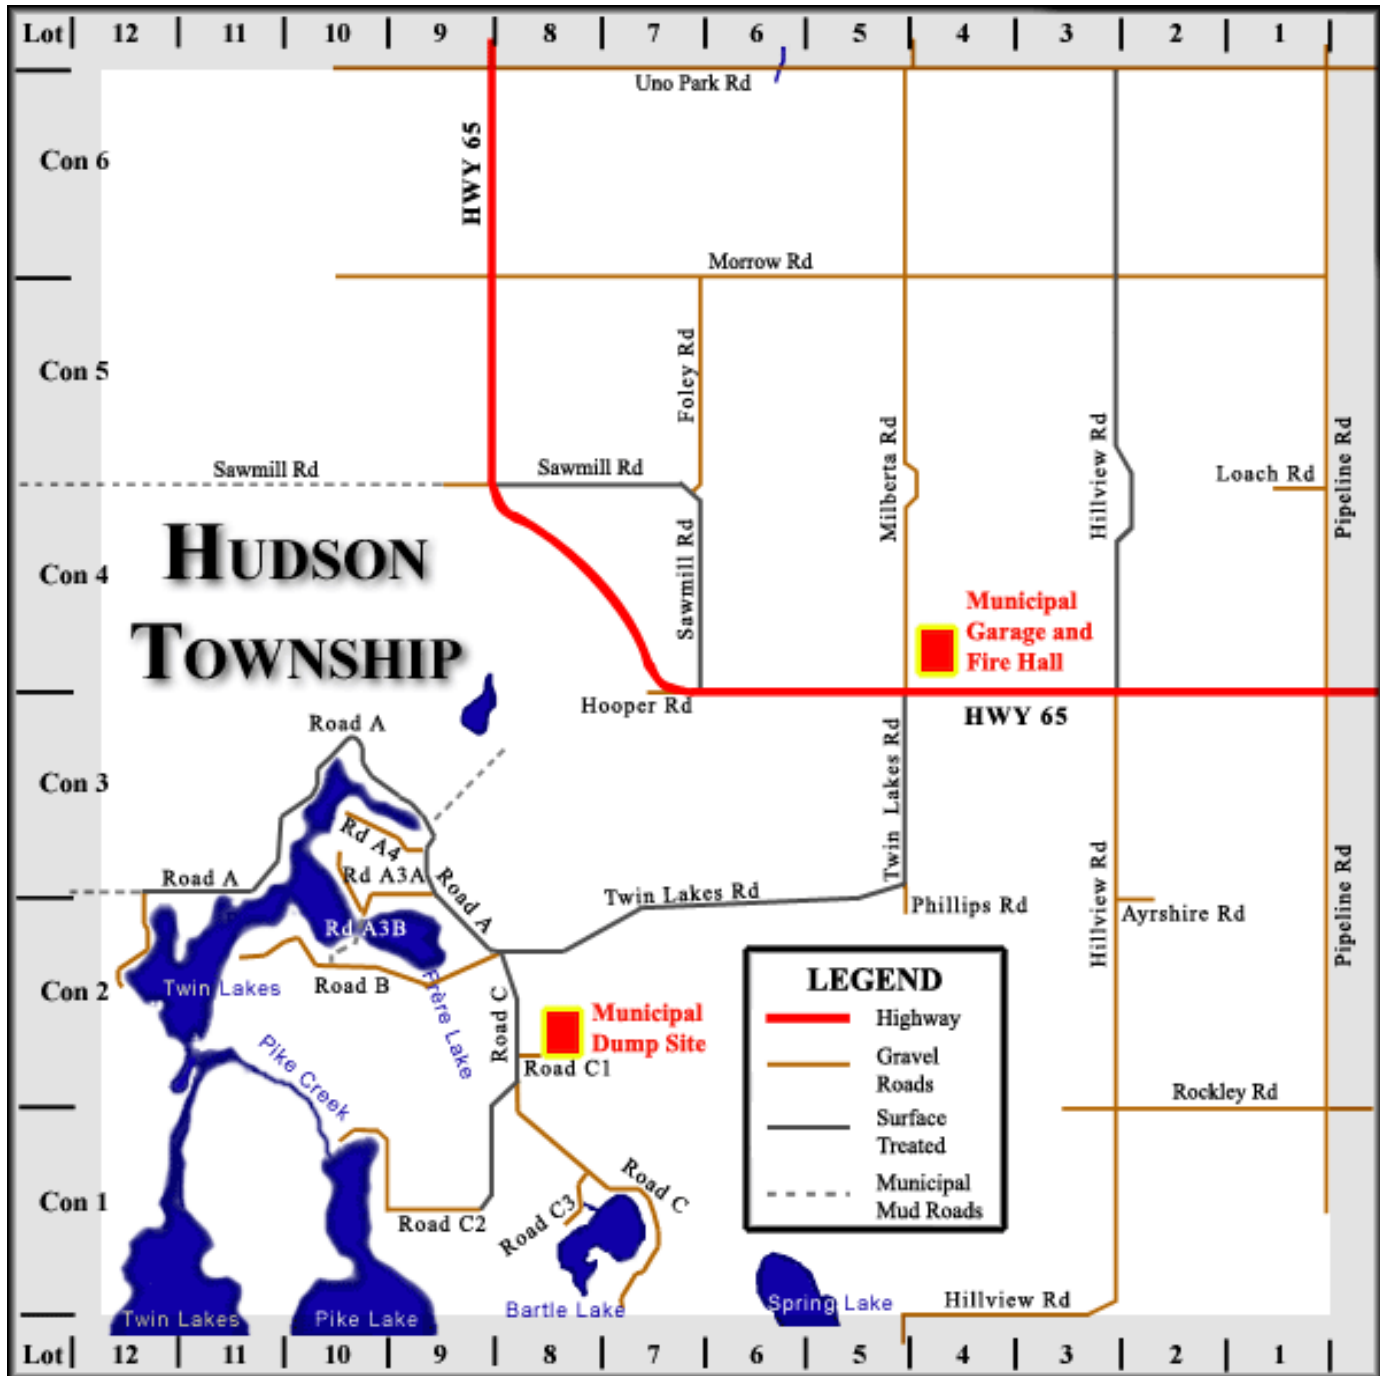 Lot 12 11 10 9 8 7 6 5 4 3 2 1
Uno Park Rd
HWY 65
Con 6
Morrow Rd
Foley Rd
Con 5
Milberta Rd
Hillview Rd
Pipeline Rd
Sawmill Rd
Sawmill Rd
Loach Rd
HUDSON
TOWNSHIP
Con 4
Sawmill Rd
Municipal
Garage and
Fire Hall
Hooper Rd
HWY 65
Road A
Con 3
Twin Lakes Rd
Rd A4
Road A
Rd A3A
Road A
Twin Lakes Rd
Phillips Rd
Hillview Rd
Ayrshire Rd
Pipeline Rd
Rd A3B
Con 2
Twin Lakes
Road B
Frère Lake
Road C
Municipal
Dump Site
Road C1
Pike Creek
LEGEND
Highway
Gravel
Roads
Surface
Treated
Municipal
Mud Roads
Rockley Rd
Con 1
Road C2
Road C3
Road C
Twin Lakes
Pike Lake
Bartle Lake
Spring Lake
Hillview Rd
Lot 12 11 10 9 8 7 6 5 4 3 2 1